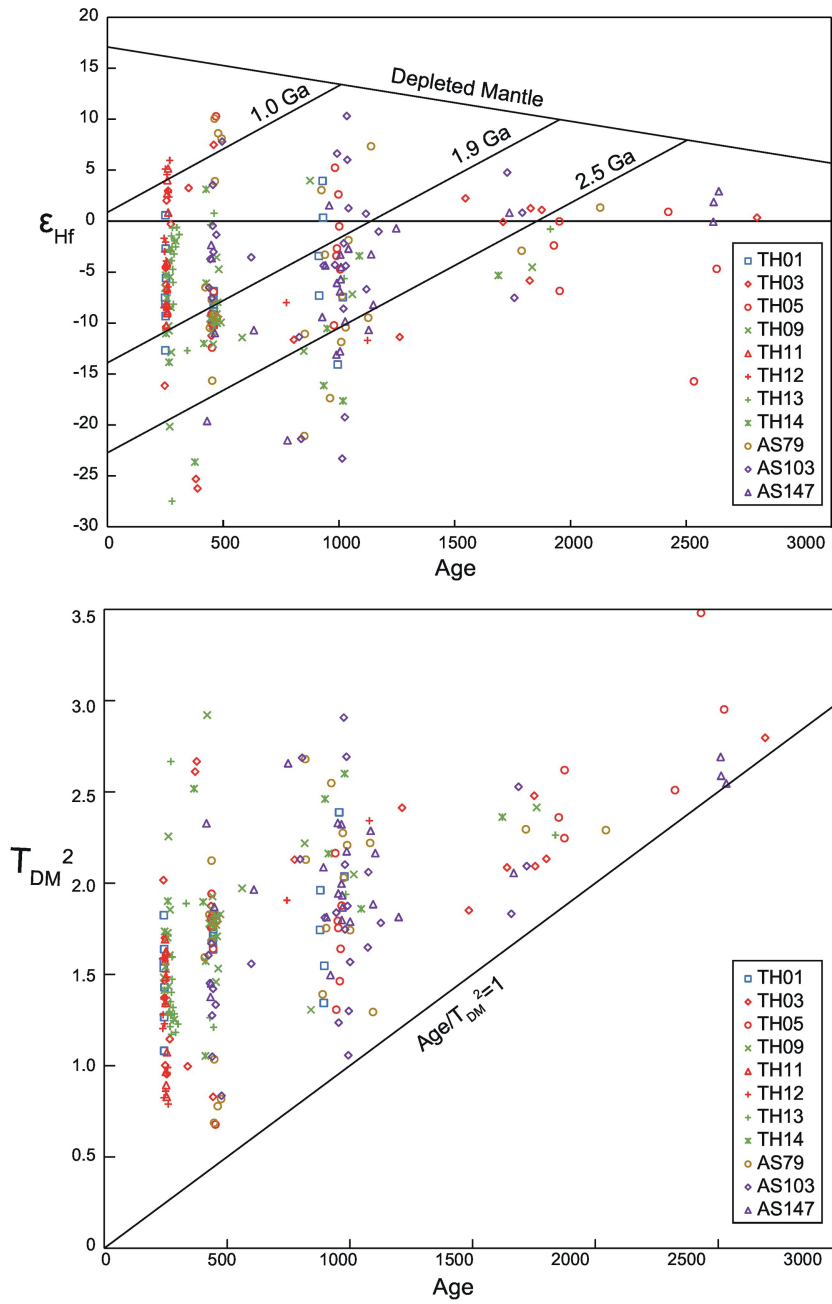 20
15
10
5
0
-5
-10
-15
-20
-25
-30
εHf
Depleted Mantle
1.0 Ga
1.9 Ga
2.5 Ga
TH01
TH03
TH05
TH09
TH11
TH12
TH13
TH14
AS79
AS103
AS147
0 500 1000 1500 2000 2500 3000
Age
3.5
3.0
2.5
2.0
1.5
1.0
0.5
0
TDM²
Age/TDM²=1
TH01
TH03
TH05
TH09
TH11
TH12
TH13
TH14
AS79
AS103
AS147
0 500 1000 1500 2000 2500 3000
Age